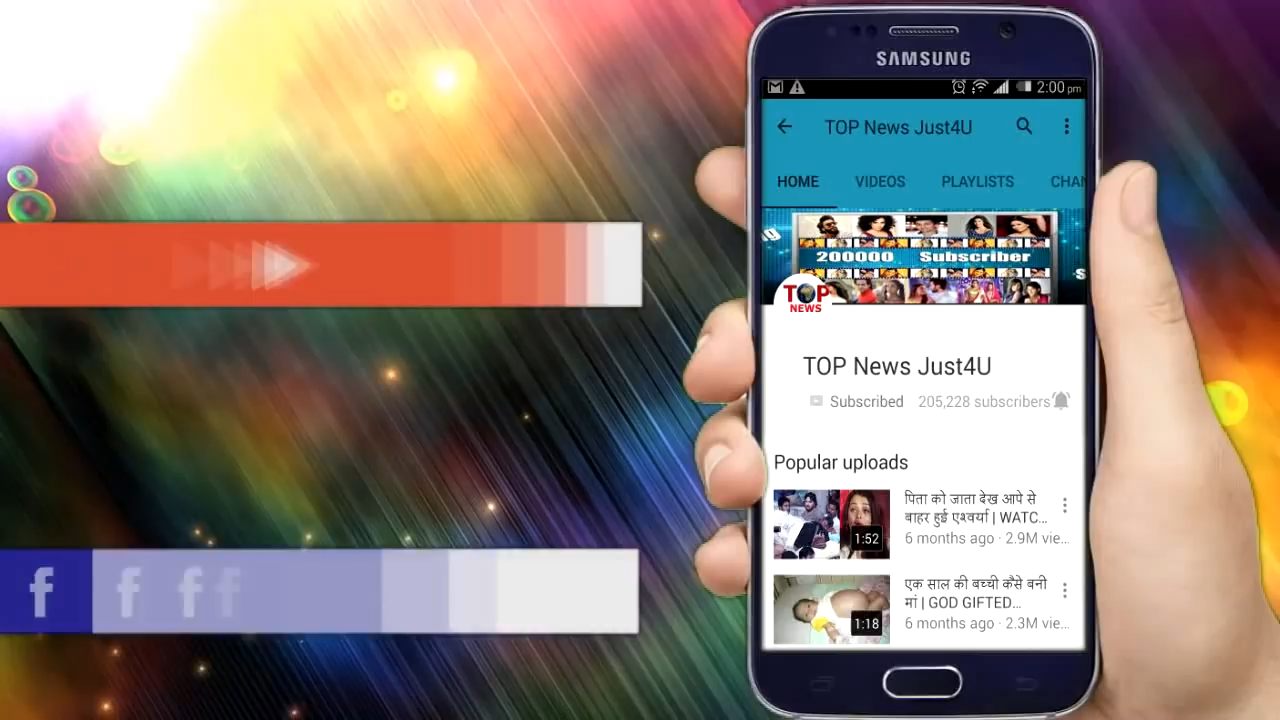 SAMSUNG
2:00 pm
TOP News Just4U
HOME VIDEOS PLAYLISTS CHAN
200000 Subscriber
TOP
NEWS
TOP News Just4U
Subscribed 205,228 subscribers
Popular uploads
पिता को जाता देख आपे से
बाहर हुई एश्वर्या | WATC...
6 months ago · 2.9M vie...
1:52
एक साल की बच्ची कैसे बनी
मां | GOD GIFTED...
6 months ago · 2.3M vie...
1:18
f f f f